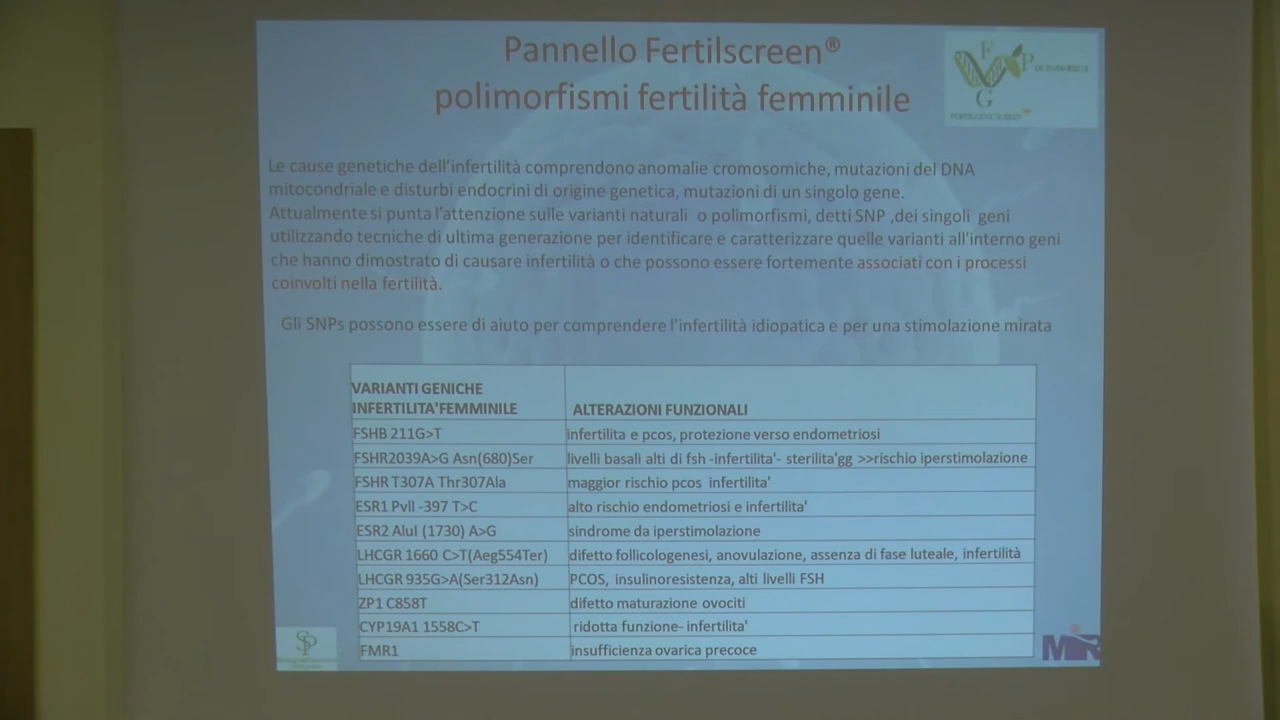 Pannello Fertilscreen®
polimorfismi fertilità femminile
F
P
G
Le cause genetiche dell'infertilità comprendono anomalie cromosomiche, mutazioni del DNA
mitocondriale e disturbi endocrini di origine genetica, mutazioni di un singolo gene.
Attualmente si punta l'attenzione sulle varianti naturali o polimorfismi, detti SNP ,dei singoli geni
utilizzando tecniche di ultima generazione per identificare e caratterizzare quelle varianti all'interno geni
che hanno dimostrato di causare infertilità o che possono essere fortemente associati con i processi
coinvolti nella fertilità.
Gli SNPs possono essere di aiuto per comprendere l'infertilità idiopatica e per una stimolazione mirata
VARIANTI GENICHE
INFERTILITA'FEMMINILE ALTERAZIONI FUNZIONALI
FSHB 211G>T infertilita e pcos, protezione verso endometriosi
FSHR2039A>G Asn(680)Ser livelli basali alti di fsh -infertilita'- sterilita'gg >>rischio iperstimolazione
FSHR T307A Thr307Ala maggior rischio pcos infertilita'
ESR1 PvlI -397 T>C alto rischio endometriosi e infertilita'
ESR2 AluI (1730) A>G sindrome da iperstimolazione
LHCGR 1660 C>T(Aeg554Ter) difetto follicologenesi, anovulazione, assenza di fase luteale, infertilità
LHCGR 935G>A(Ser312Asn) PCOS, insulinoresistenza, alti livelli FSH
ZP1 C858T difetto maturazione ovociti
CYP19A1 1558C>T ridotta funzione- infertilita'
FMR1 insufficienza ovarica precoce